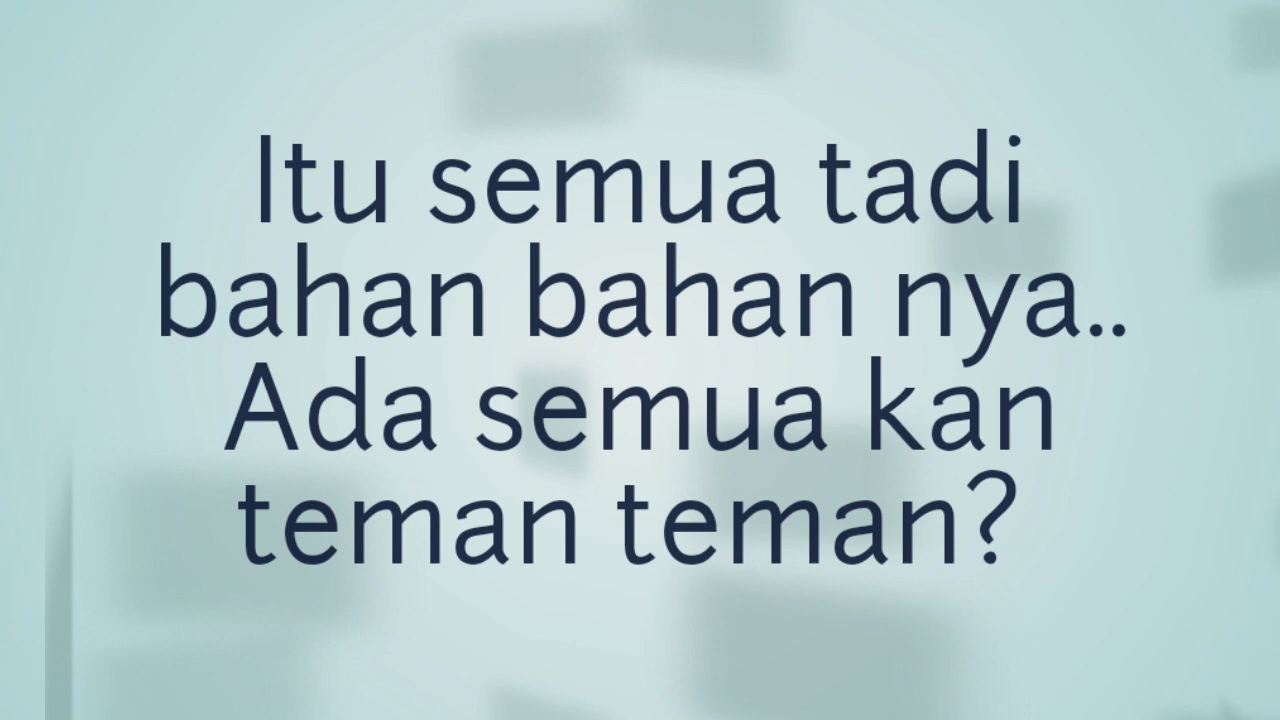 Itu semua tadi
bahan bahan nya..
Ada semua kan
teman teman?